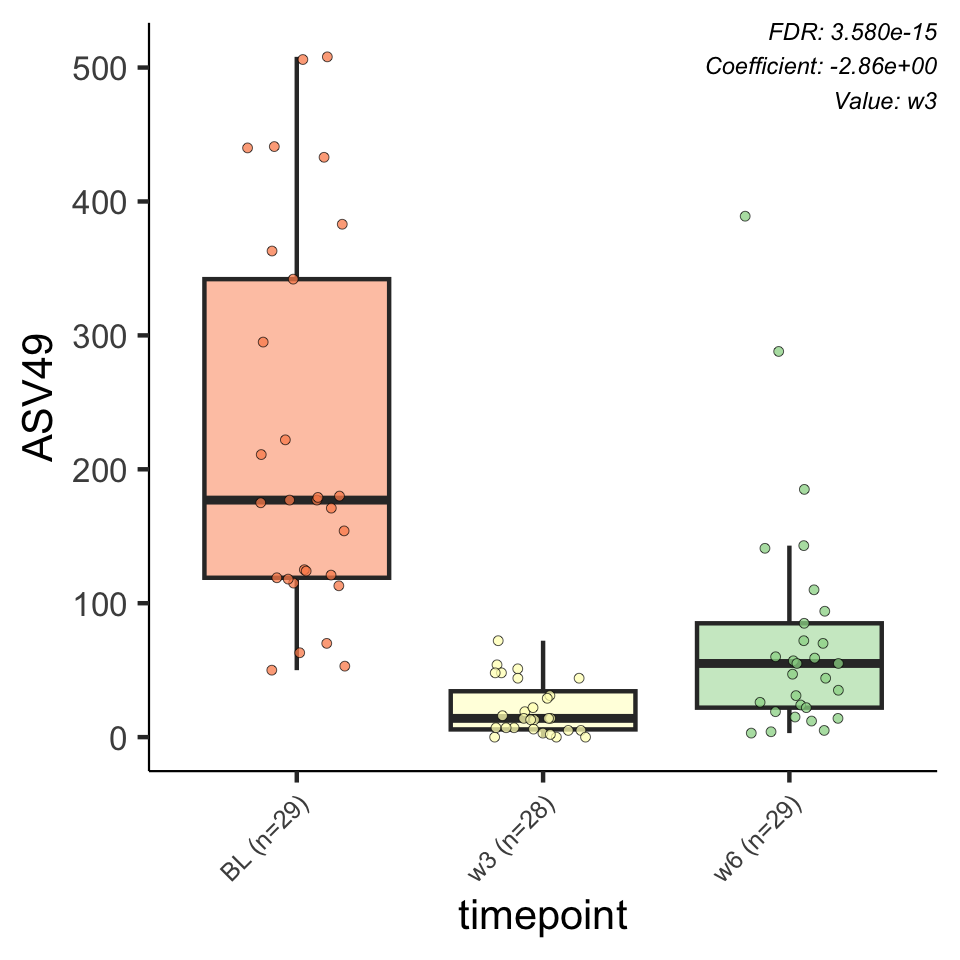 FDR: 3.580e-15
Coefficient: -2.86e+00
Value: w3
500
400
300
200
100
0
ASV49
BL (n=29)
w3 (n=28)
w6 (n=29)
timepoint